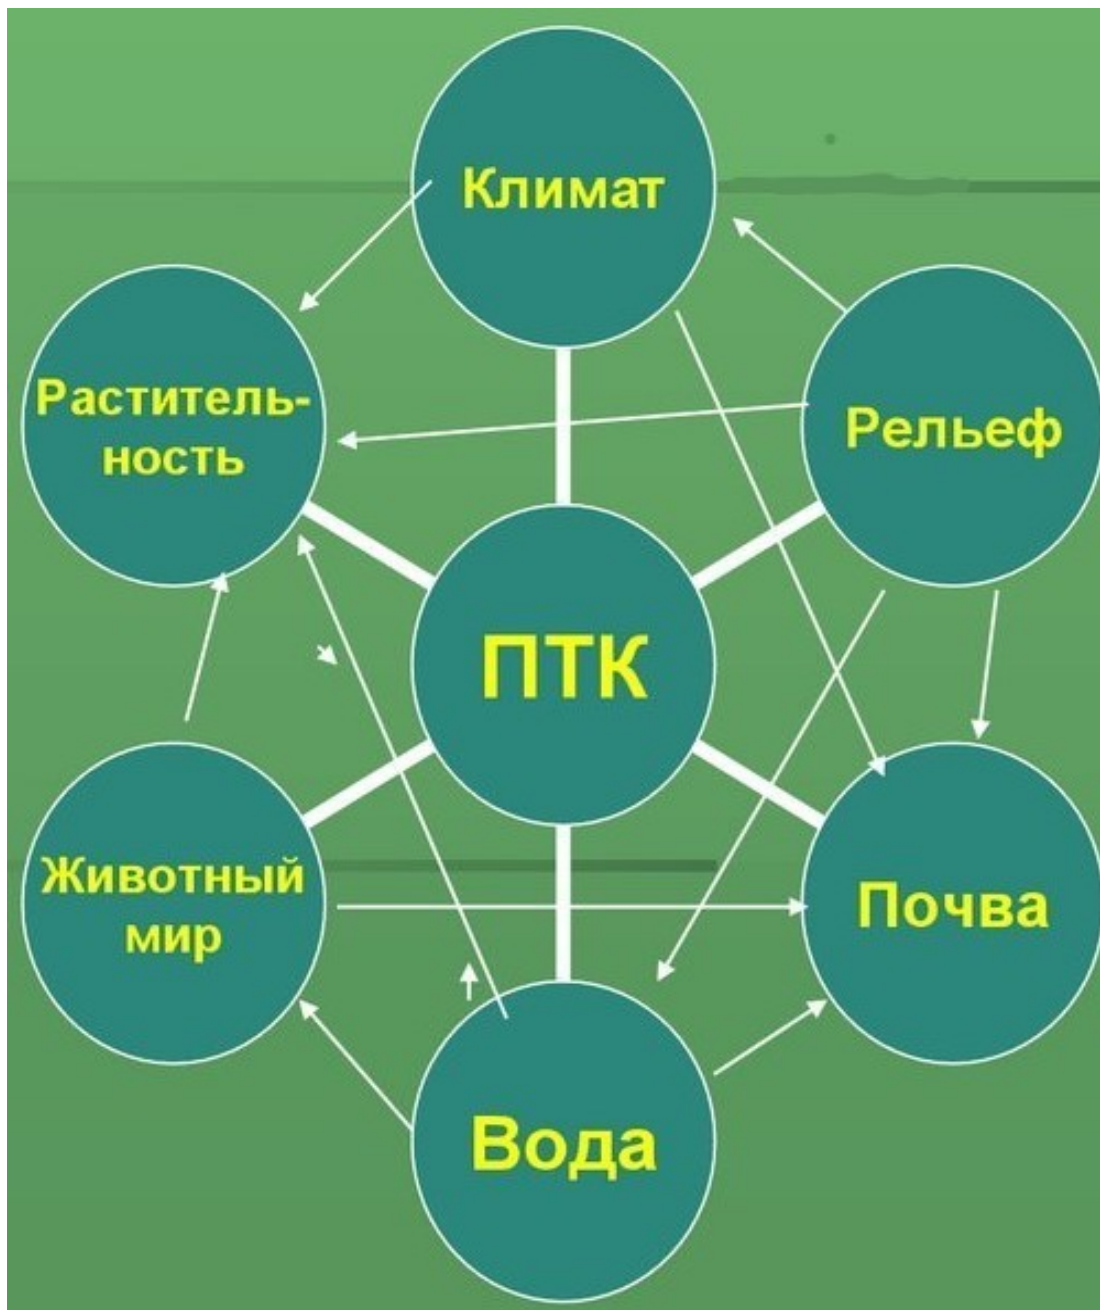 Климат
Раститель-
ность
Рельеф
ПТК
Животный
мир
Почва
Вода